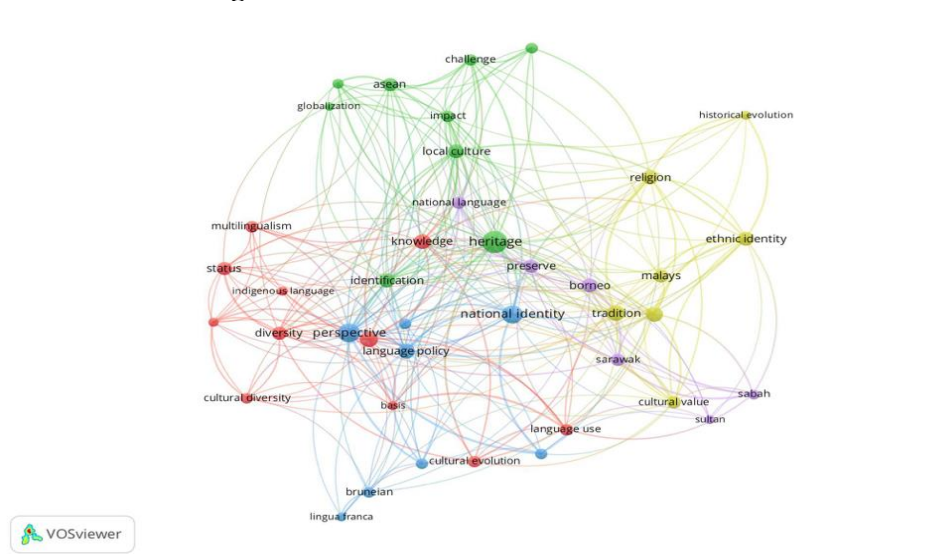 challenge
asean
globalization
impact
historical evolution
local culture
religion
national language
multilingualism
knowledge
heritage
ethnic identity
status
preserve
malays
identification
borneo
indigenous language
national identity
tradition
diversity
perspective
language policy
sarawak
cultural diversity
basis
cultural value
sabah
sultan
language use
cultural evolution
bruneian
lingua franca
VOSviewer